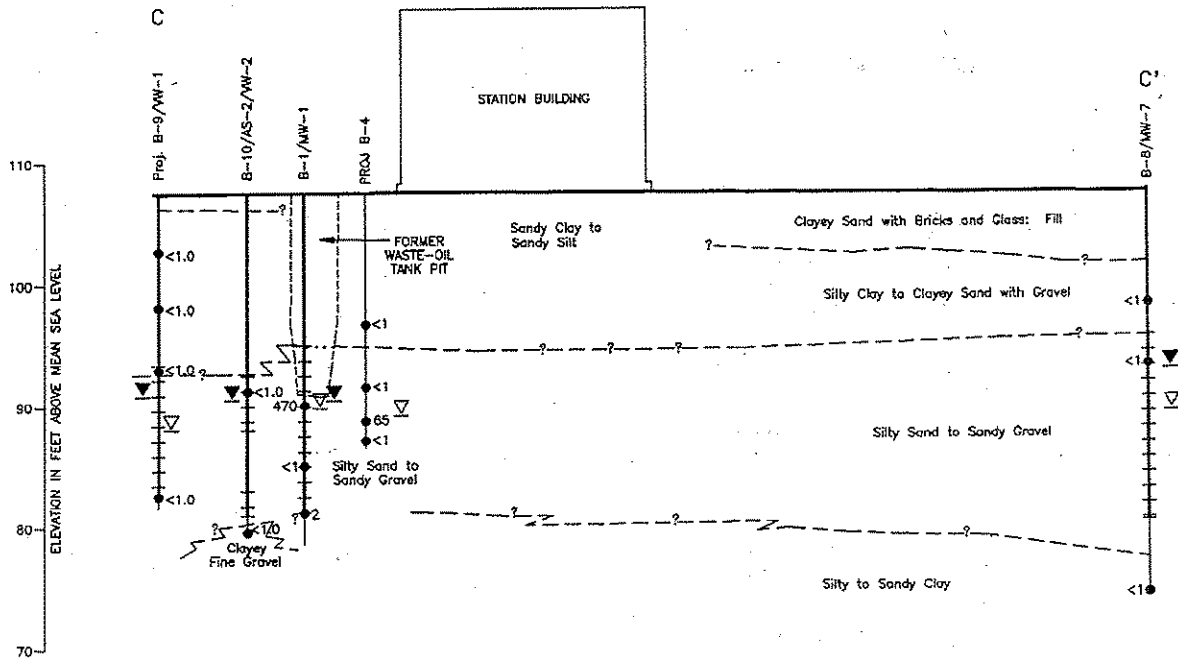 C
C'
Proj. B-9/VW-1
B-10/AS-2/VW-2
B-1/MW-1
PROJ B-4
B-8/MW-7
STATION BUILDING
ELEVATION IN FEET ABOVE MEAN SEA LEVEL
110
100
90
80
70
?
FORMER
WASTE-OIL
TANK PIT
Sandy Clay to
Sandy Silt
Clayey Sand with Bricks and Glass: Fill
?
?
<1.0
Silty Clay to Clayey Sand with Gravel
<1
<1.0
<1
?
?
?
?
<1.0
?
<1
<1.0
<1
470
65
<1
Silty Sand to Sandy Gravel
<1
Silty Sand to
Sandy Gravel
<1.0
?
2
?
?
?
?
<1.0
Clayey
Fine Gravel
Silty to Sandy Clay
<1